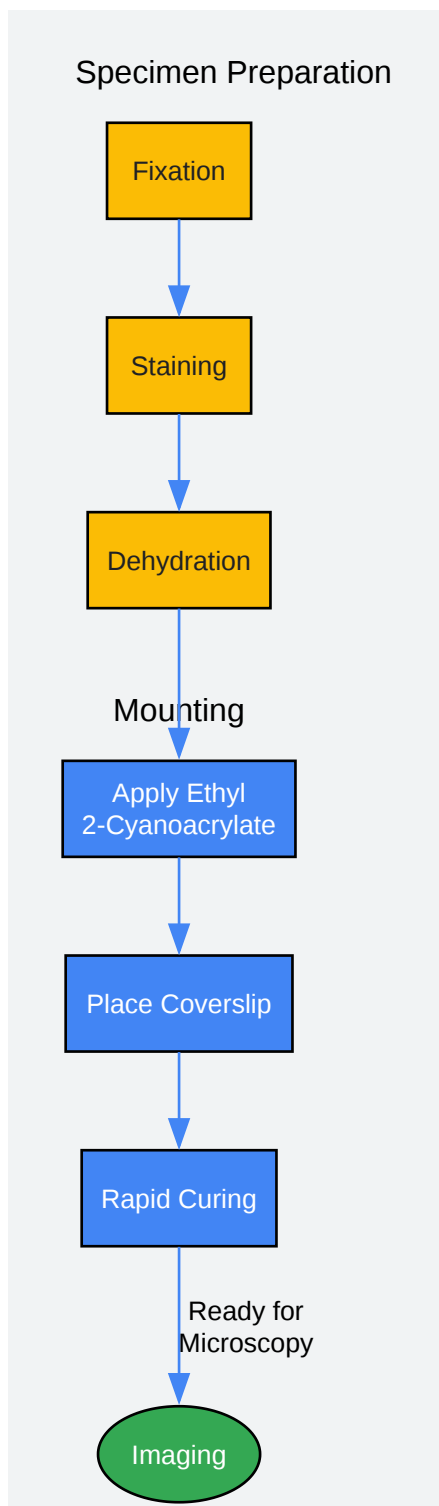 Specimen Preparation
Fixation
Staining
Dehydration
Mounting
Apply Ethyl
2-Cyanoacrylate
Place Coverslip
Rapid Curing
Ready for
Microscopy
Imaging